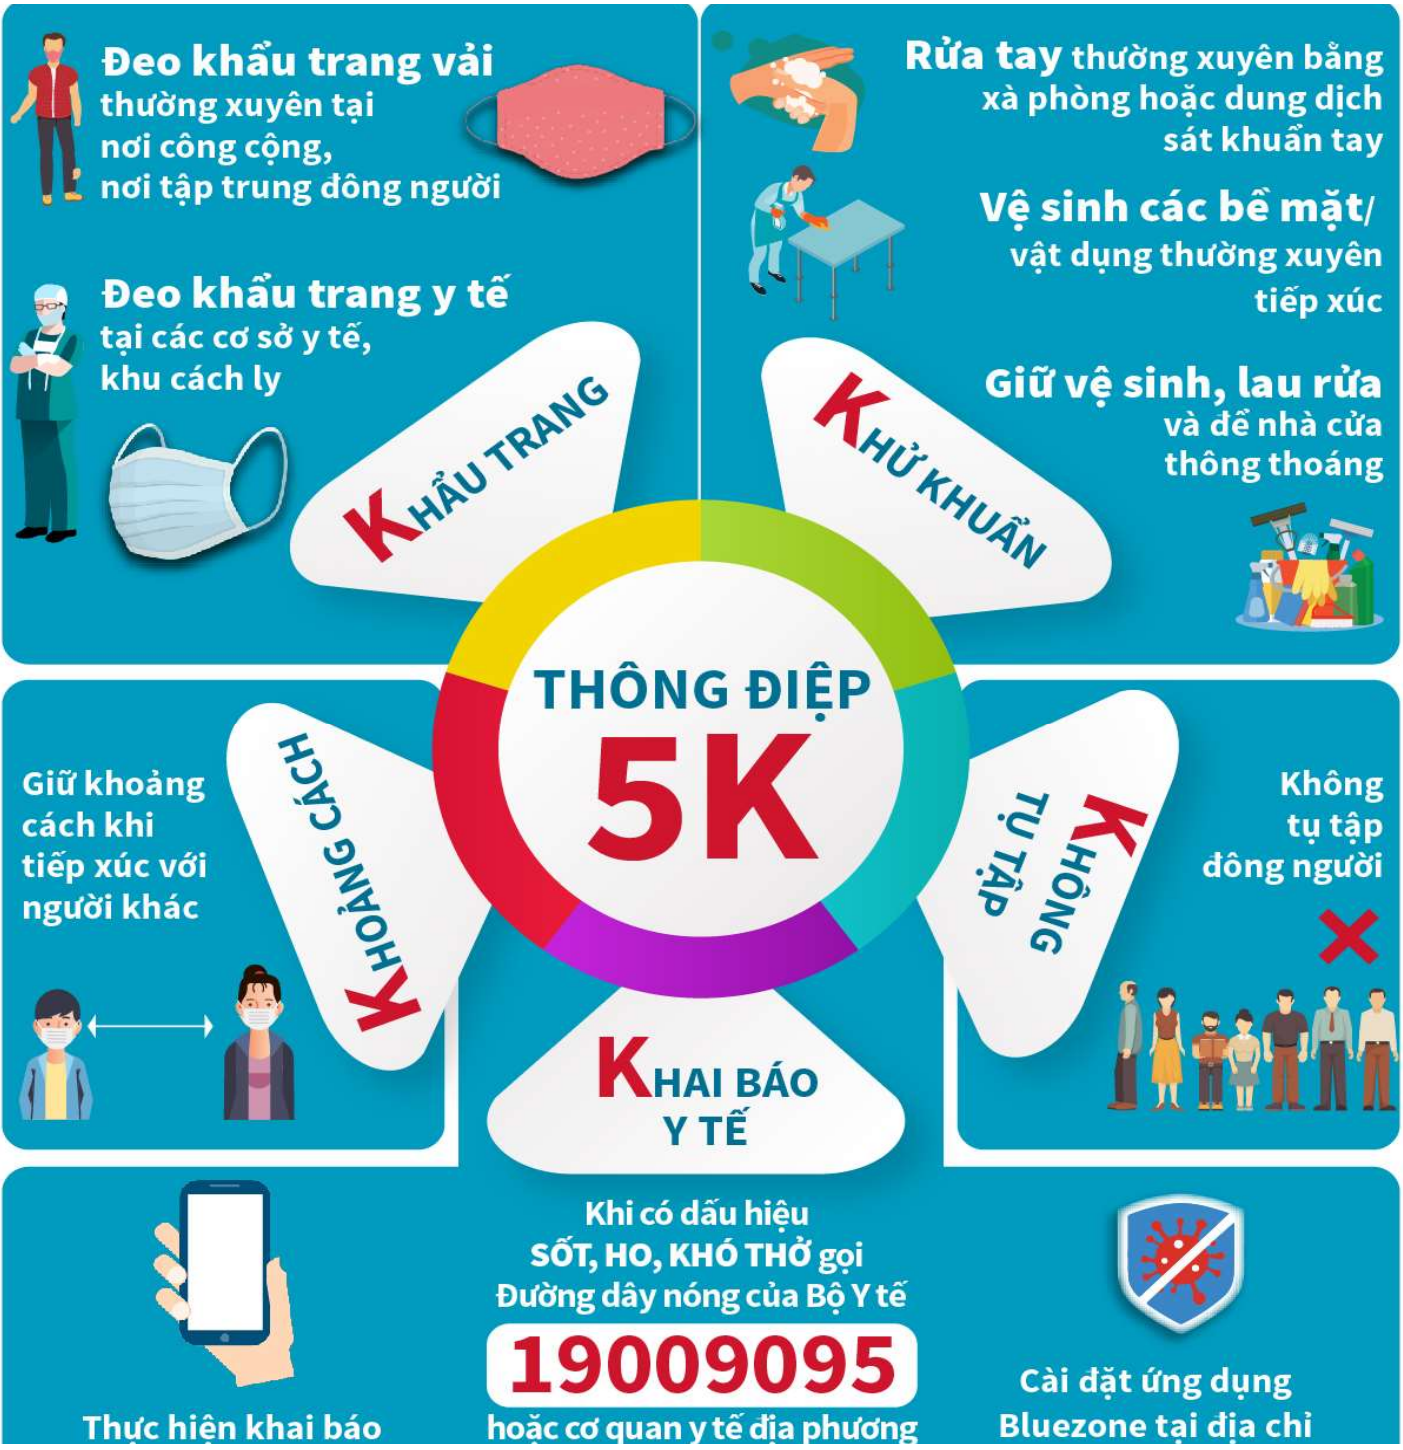 Đeo khẩu trang vải
thường xuyên tại
nơi công cộng,
nơi tập trung đông người
Đeo khẩu trang y tế
tại các cơ sở y tế,
khu cách ly
KHẨU TRANG
Rửa tay thường xuyên bằng
xà phòng hoặc dung dịch
sát khuẩn tay
Vệ sinh các bề mặt/
vật dụng thường xuyên
tiếp xúc
Giữ vệ sinh, lau rửa
và để nhà cửa
thông thoáng
KHỬ KHUẨN
THÔNG ĐIỆP
5K
Giữ khoảng
cách khi
tiếp xúc với
người khác
KHOẢNG CÁCH
KHÔNG
TỤ TẬP
Không
tụ tập
đông người
KHAI BÁO
Y TẾ
Thực hiện khai báo
Khi có dấu hiệu
SỐT, HO, KHÓ THỞ gọi
Đường dây nóng của Bộ Y tế
19009095
hoặc cơ quan y tế địa phương
Cài đặt ứng dụng
Bluezone tại địa chỉ